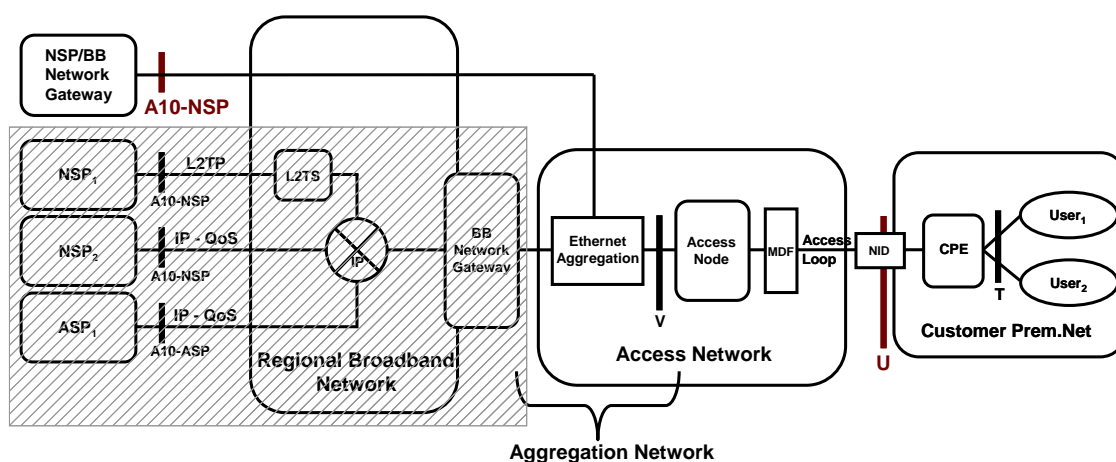 NSP/BB
Network
Gateway
A10-NSP
NSP1
L2TP
A10-NSP
L2TS
NSP2
IP - QoS
A10-NSP
IP
ASP1
IP - QoS
A10-ASP
BB
Network
Gateway
Regional Broadband
Network
Ethernet
Aggregation
V
Access
Node
MDF
Access
Loop
Access Network
NID
U
CPE
T
User1
User2
Customer Prem.Net
Aggregation Network